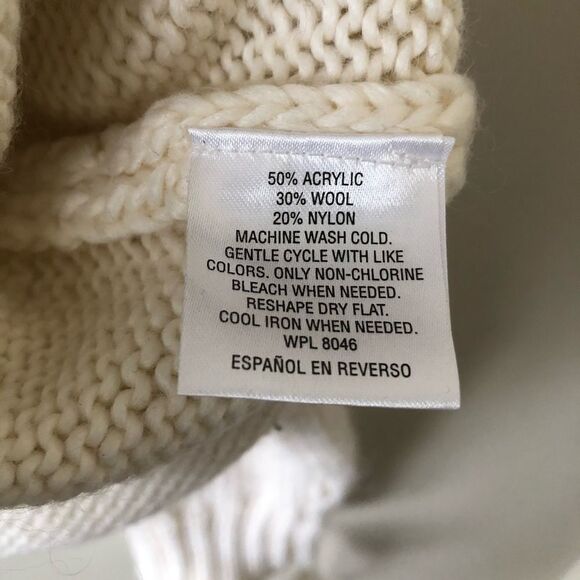 50% ACRYLIC
30% WOOL
20% NYLON
MACHINE WASH COLD.
GENTLE CYCLE WITH LIKE
COLORS. ONLY NON-CHLORINE
BLEACH WHEN NEEDED.
RESHAPE DRY FLAT.
COOL IRON WHEN NEEDED.
WPL 8046
ESPAÑOL EN REVERSO